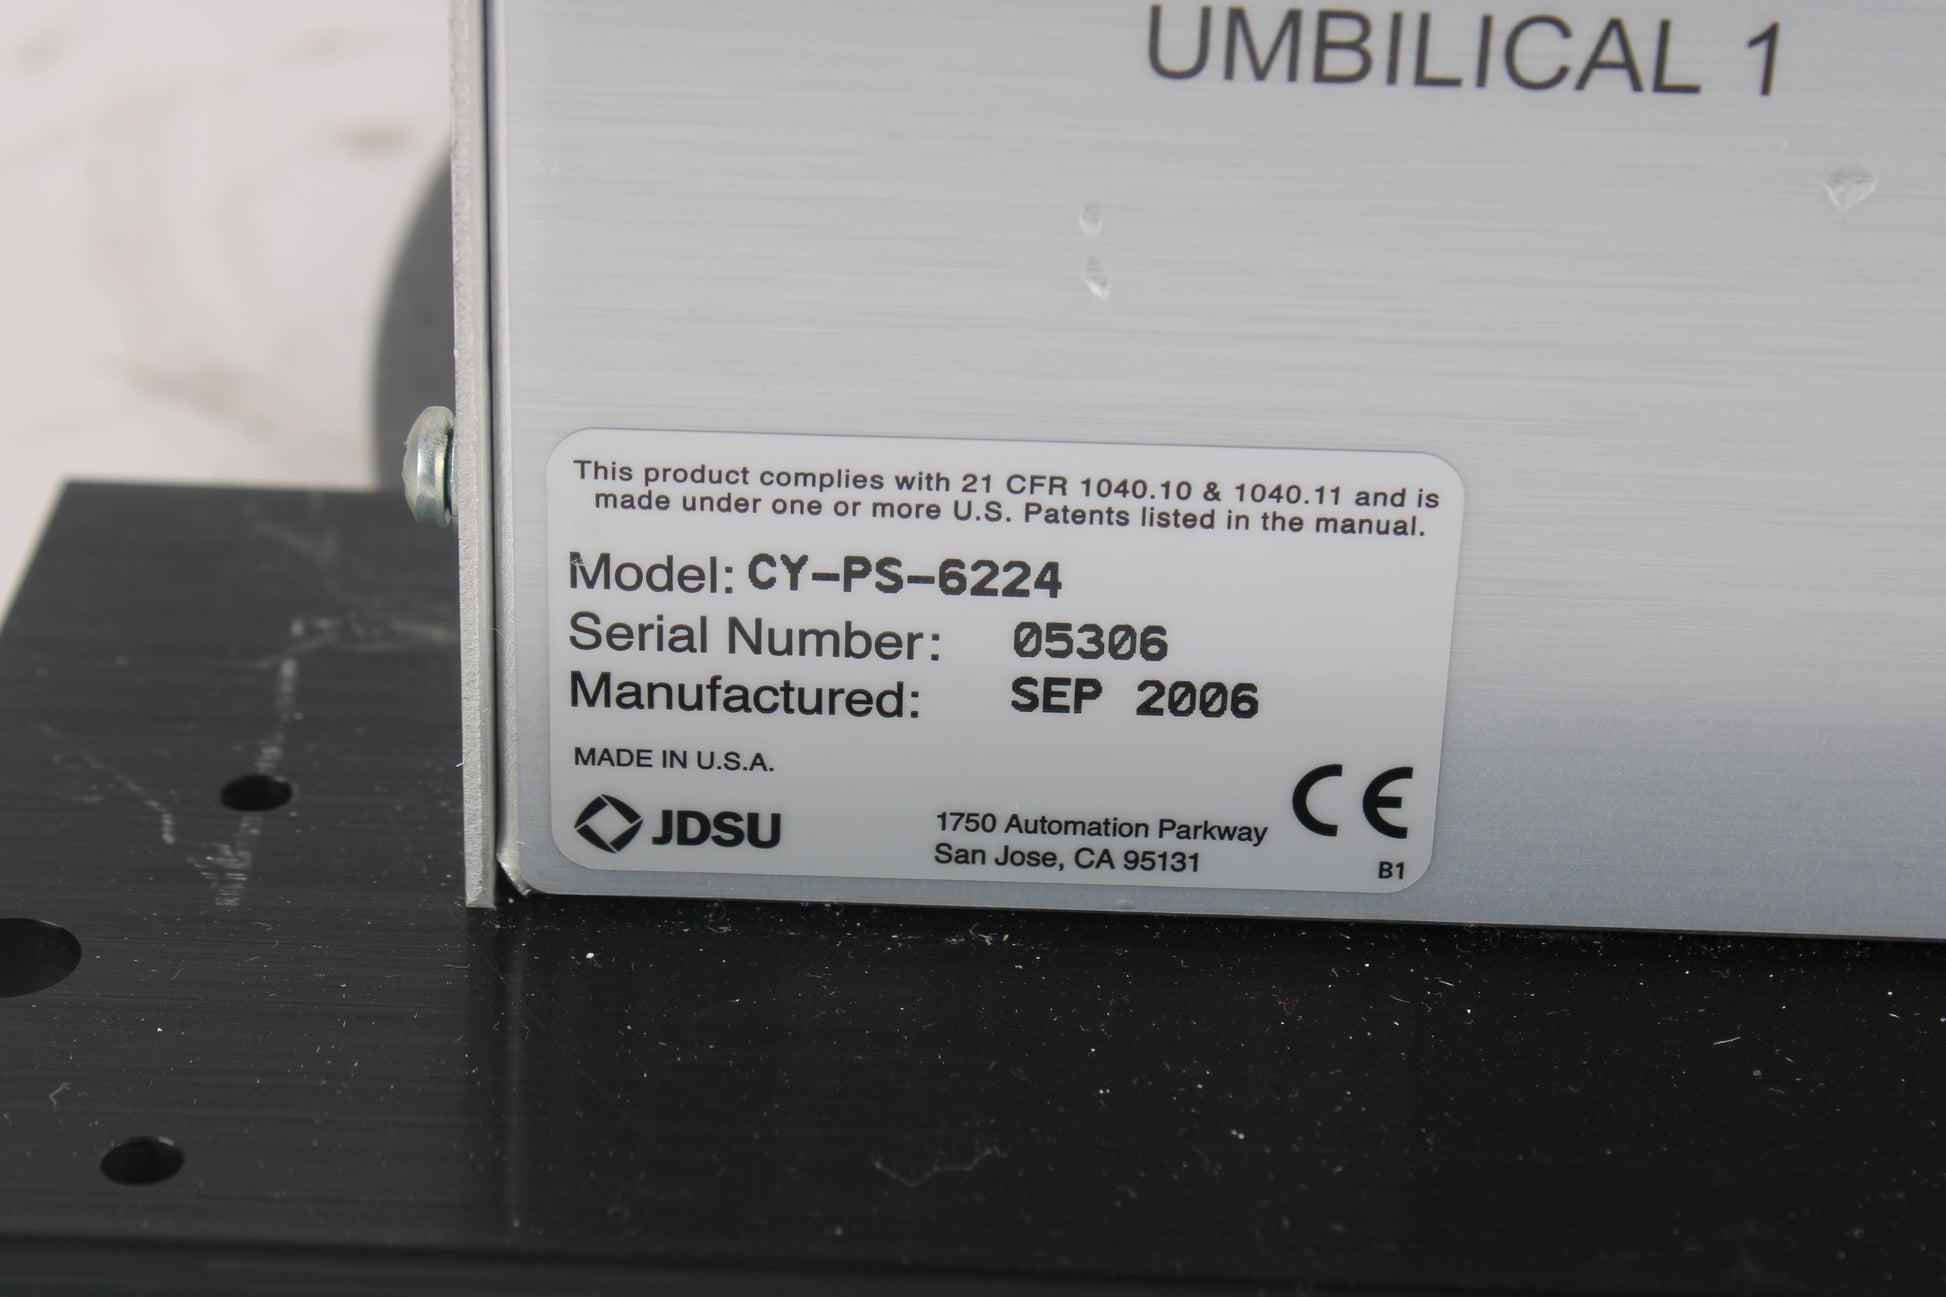 UMBILICAL 1
This product complies with 21 CFR 1040.10 & 1040.11 and is
made under one or more U.S. Patents listed in the manual.
Model: CY-PS-6224
Serial Number: 05306
Manufactured: SEP 2006
MADE IN U.S.A.
JDSU
1750 Automation Parkway
San Jose, CA 95131
CE
B1